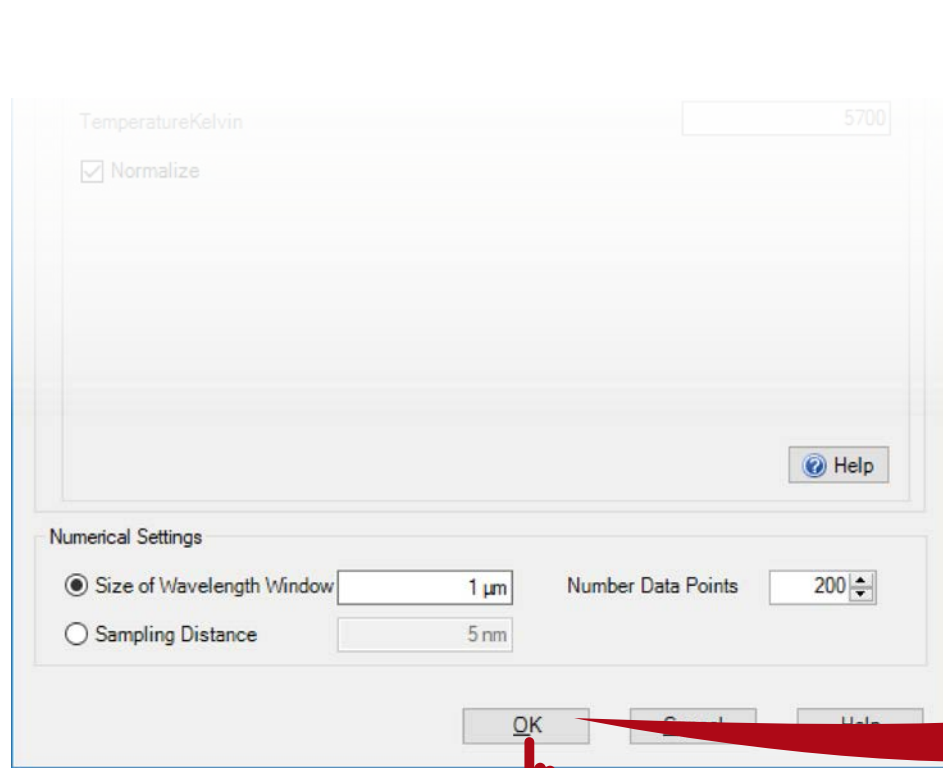 TemperatureKelvin 5700
Normalize
Help
Numerical Settings
Size of Wavelength Window 1 µm Number Data Points 200
Sampling Distance 5 nm
OK